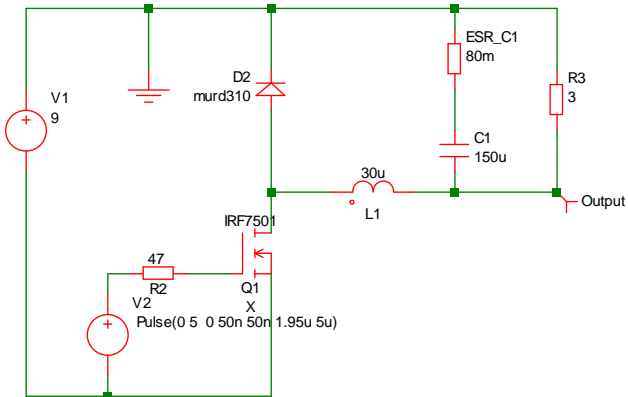 ESR_C1
80m
D2
murd310
R3
3
V1
9
C1
150u
30u
L1
Output
IRF7501
47
R2
Q1
X
V2
Pulse(0 5 0 50n 50n 1.95u 5u)